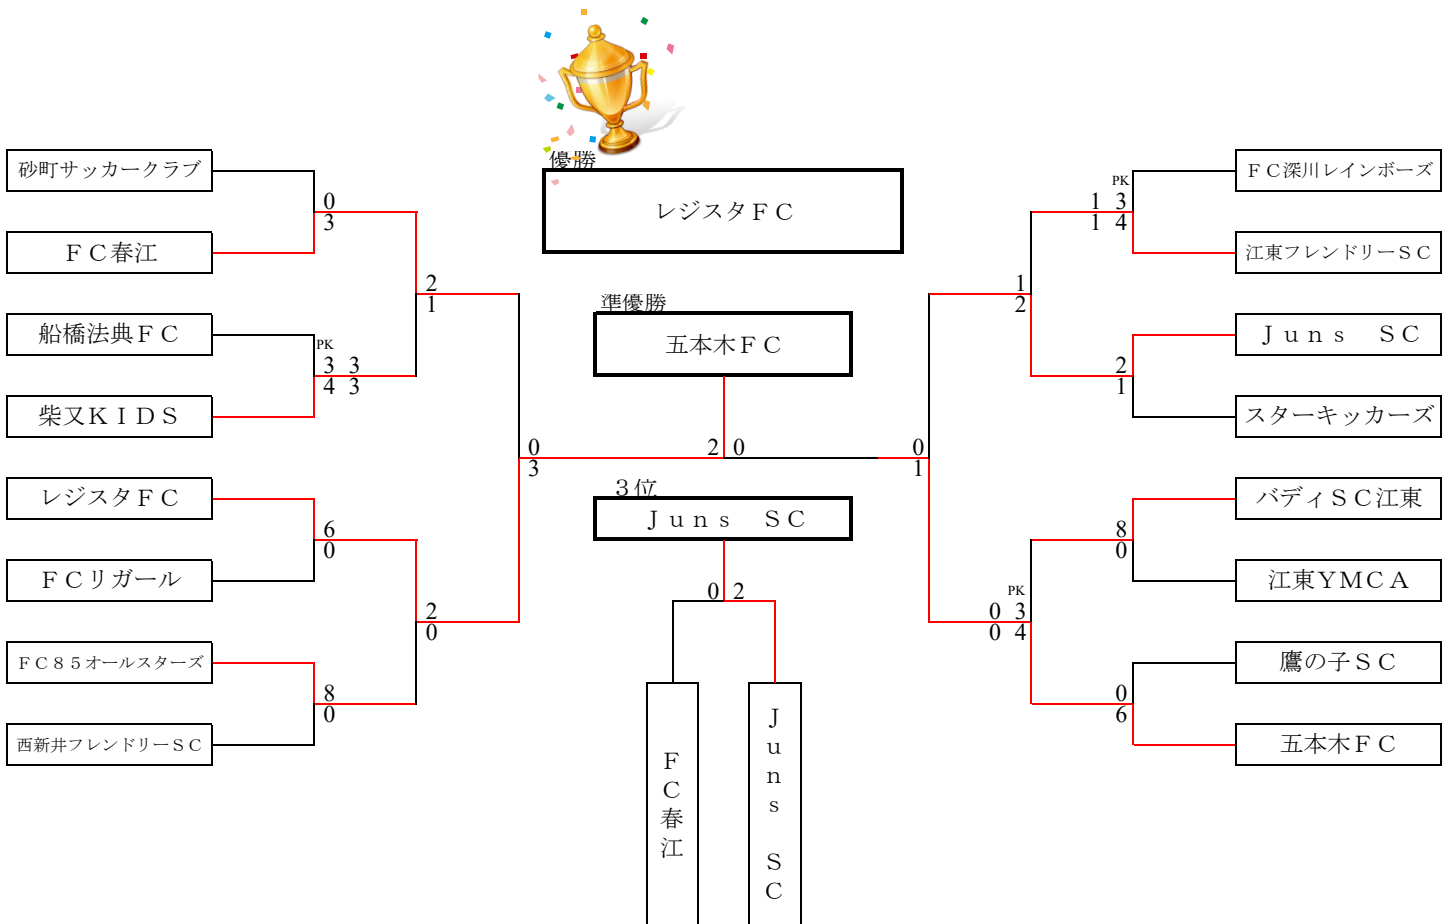 優勝
レジスタＦＣ
準優勝
五本木ＦＣ
３位
Ｊｕｎｓ　ＳＣ
砂町サッカークラブ
0
3
ＦＣ春江
2
1
船橋法典ＦＣ
PK
3 3
4 3
柴又ＫＩＤＳ
0
3
レジスタＦＣ
6
0
ＦＣリガール
2
0
ＦＣ８５オールスターズ
8
0
西新井フレンドリーＳＣ
2 0
0 2
ＦＣ春江
Ｊｕｎｓ　ＳＣ
ＦＣ深川レインボーズ
PK
1 3
1 4
江東フレンドリーＳＣ
1
2
Ｊｕｎｓ　ＳＣ
2
1
スターキッカーズ
0
1
バディＳＣ江東
8
0
江東ＹＭＣＡ
PK
0 3
0 4
鷹の子ＳＣ
0
6
五本木ＦＣ